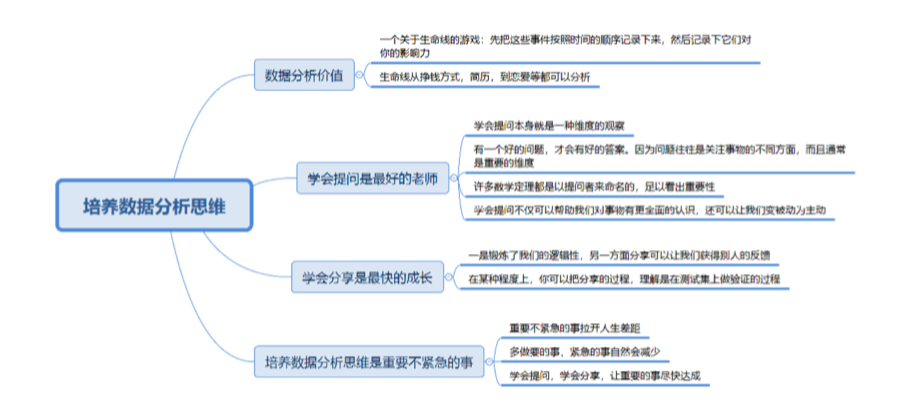 培养数据分析思维
数据分析价值
一个关于生命线的游戏：先把这些事件按照时间的顺序记录下来，然后记录下它们对
你的影响力
生命线从挣钱方式，简历，到恋爱等都可以分析
学会提问是最好的老师
学会提问本身就是一种维度的观察
有一个好的问题，才会有好的答案。因为问题往往是关注事物的不同方面，而且通常
是重要的维度
许多数学定理都是以提问者来命名的，足以看出重要性
学会提问不仅可以帮助我们对事物有更全面的认识，还可以让我们变被动为主动
学会分享是最快的成长
一是锻炼了我们的逻辑性，另一方面分享可以让我们获得别人的反馈
在某种程度上，你可以把分享的过程，理解是在测试集上做验证的过程
培养数据分析思维是重要不紧急的事
重要不紧急的事拉开人生差距
多做要的事，紧急的事自然会减少
学会提问，学会分享，让重要的事尽快达成